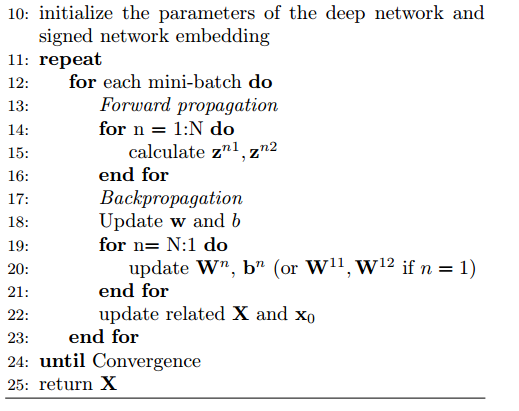 10: initialize the parameters of the deep network and
signed network embedding
11: repeat
12: for each mini-batch do
13: Forward propagation
14: for n = 1:N do
15: calculate z^{n1}, z^{n2}
16: end for
17: Backpropagation
18: Update w and b
19: for n= N:1 do
20: update W^n, b^n (or W^{11}, W^{12} if n = 1)
21: end for
22: update related X and x_0
23: end for
24: until Convergence
25: return X